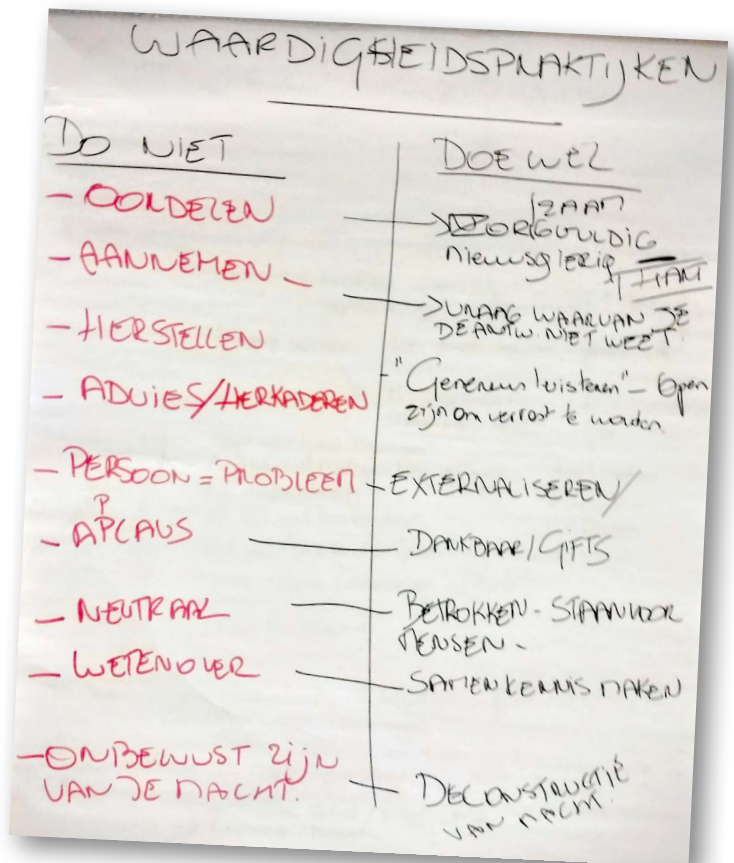 WAARDIGHEIDSPRAKTIJKEN
DO NIET
DOE WEL
- OORDELEN
ZAAM
ZORGVULDIG
nieuwsgierig
- AANNEMEN -
VRAAG WAARVAN JE
DE ANTW. NIET WEET
- HERSTELLEN
- "Genereus luisteren" - Open
zijn om verrast te worden.
- ADVIES/HERKADEREN
- PERSOON = PROBLEEM
- EXTERNALISEREN
- APPLAUS
- DANKBAAR/GIFTS
- NEUTRAAL
- BETROKKEN - STAAN VOOR
MENSEN -
- WETEN OVER
- SAMEN KENNIS MAKEN
- ONBEWUST ZIJN
VAN JE MACHT.
DECONSTRUCTIE
VAN MACHT.